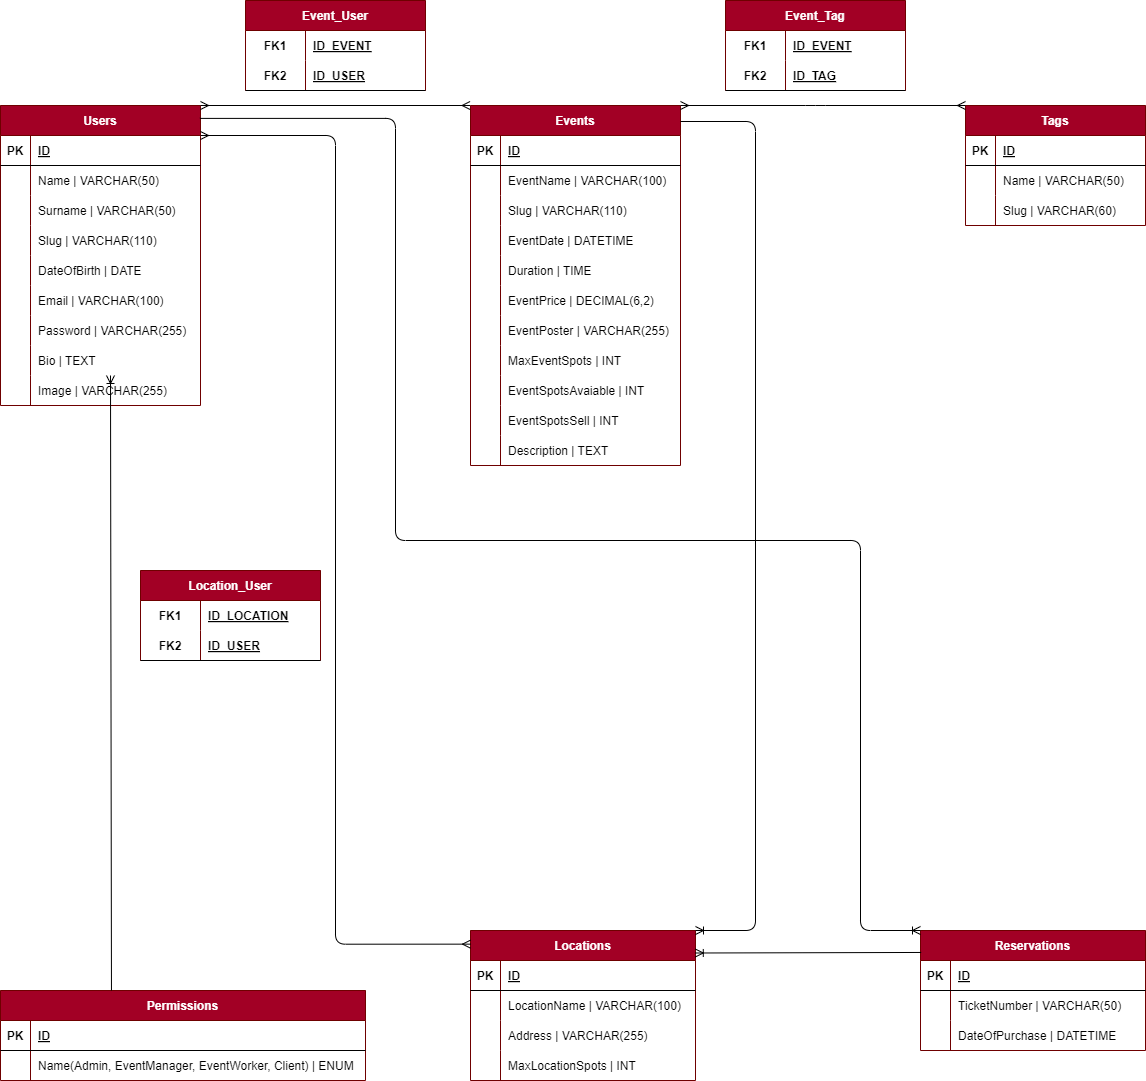 Event_User
FK1 ID_EVENT
FK2 ID_USER
Event_Tag
FK1 ID_EVENT
FK2 ID_TAG
Users
PK ID
Name | VARCHAR(50)
Surname | VARCHAR(50)
Slug | VARCHAR(110)
DateOfBirth | DATE
Email | VARCHAR(100)
Password | VARCHAR(255)
Bio | TEXT
Image | VARCHAR(255)
Events
PK ID
EventName | VARCHAR(100)
Slug | VARCHAR(110)
EventDate | DATETIME
Duration | TIME
EventPrice | DECIMAL(6,2)
EventPoster | VARCHAR(255)
MaxEventSpots | INT
EventSpotsAvaiable | INT
EventSpotsSell | INT
Description | TEXT
Tags
PK ID
Name | VARCHAR(50)
Slug | VARCHAR(60)
Location_User
FK1 ID_LOCATION
FK2 ID_USER
Permissions
PK ID
Name(Admin, EventManager, EventWorker, Client) | ENUM
Locations
PK ID
LocationName | VARCHAR(100)
Address | VARCHAR(255)
MaxLocationSpots | INT
Reservations
PK ID
TicketNumber | VARCHAR(50)
DateOfPurchase | DATETIME